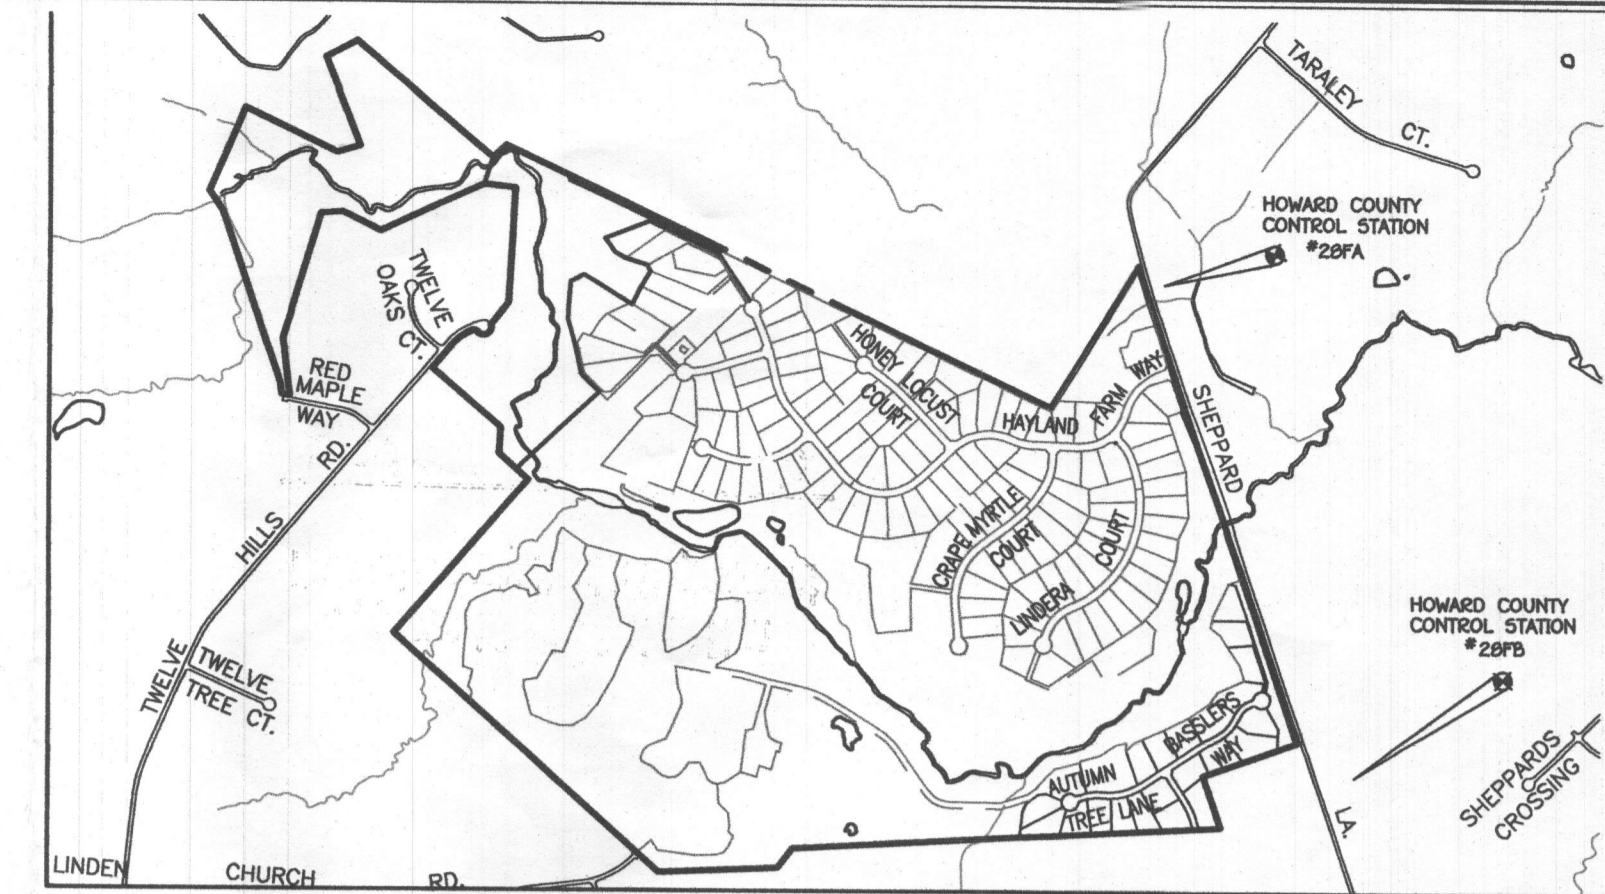 TARALEY
CT.
HOWARD COUNTY
CONTROL STATION
#28FA
TWELVE
OAKS CT.
RED
MAPLE
WAY
HONEY LOCUST
COURT
HAYLAND FARM WAY
SHEPPARD
LA.
CRAPE MYRTLE
COURT
LINDERA
COURT
TWELVE
HILLS
RD.
HOWARD COUNTY
CONTROL STATION
#28FB
TWELVE
TREE CT.
BASSLERS
WAY
AUTUMN
TREE LANE
SHEPPARDS
CROSSING
LINDEN CHURCH RD.